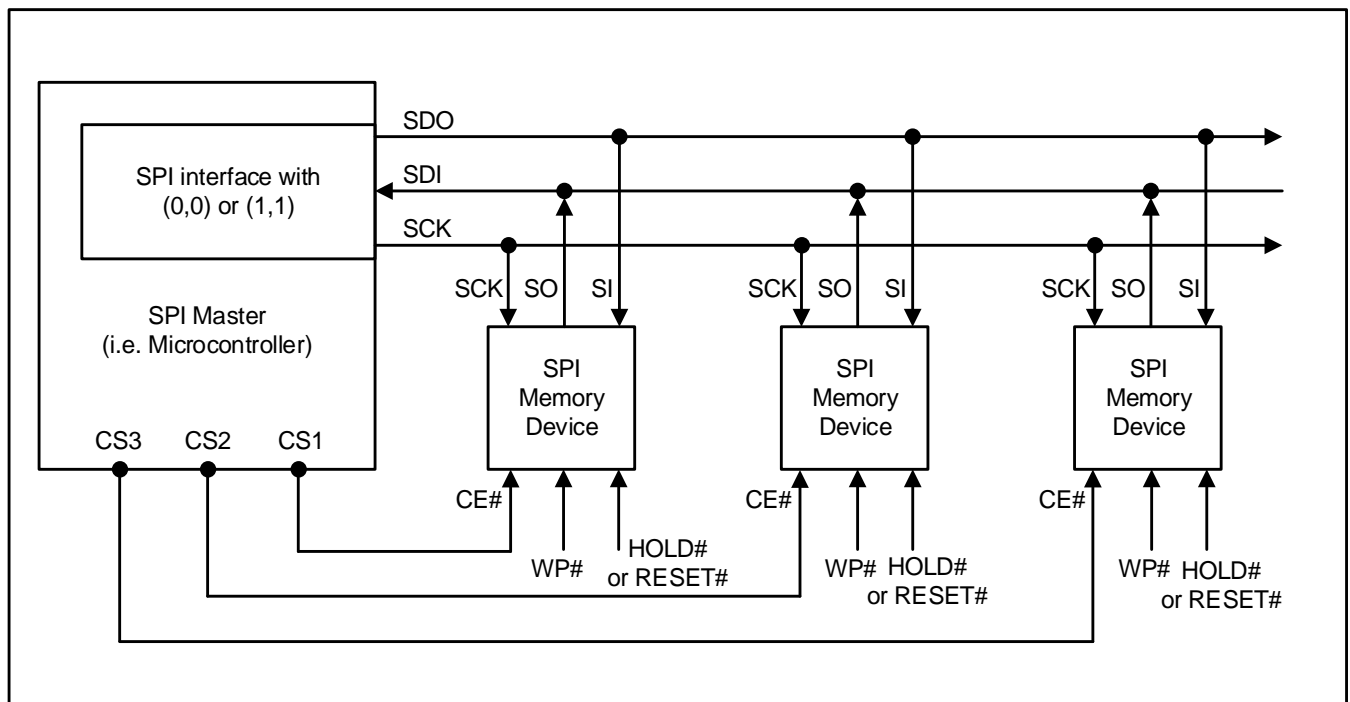 SDO
SPI interface with
(0,0) or (1,1)
SDI
SCK
SCK SO SI
SCK SO SI
SCK SO SI
SPI Master
(i.e. Microcontroller)
SPI
Memory
Device
SPI
Memory
Device
SPI
Memory
Device
CS3 CS2 CS1
CE#
WP#
HOLD#
or RESET#
CE#
WP#
HOLD#
or RESET#
CE#
WP#
HOLD#
or RESET#